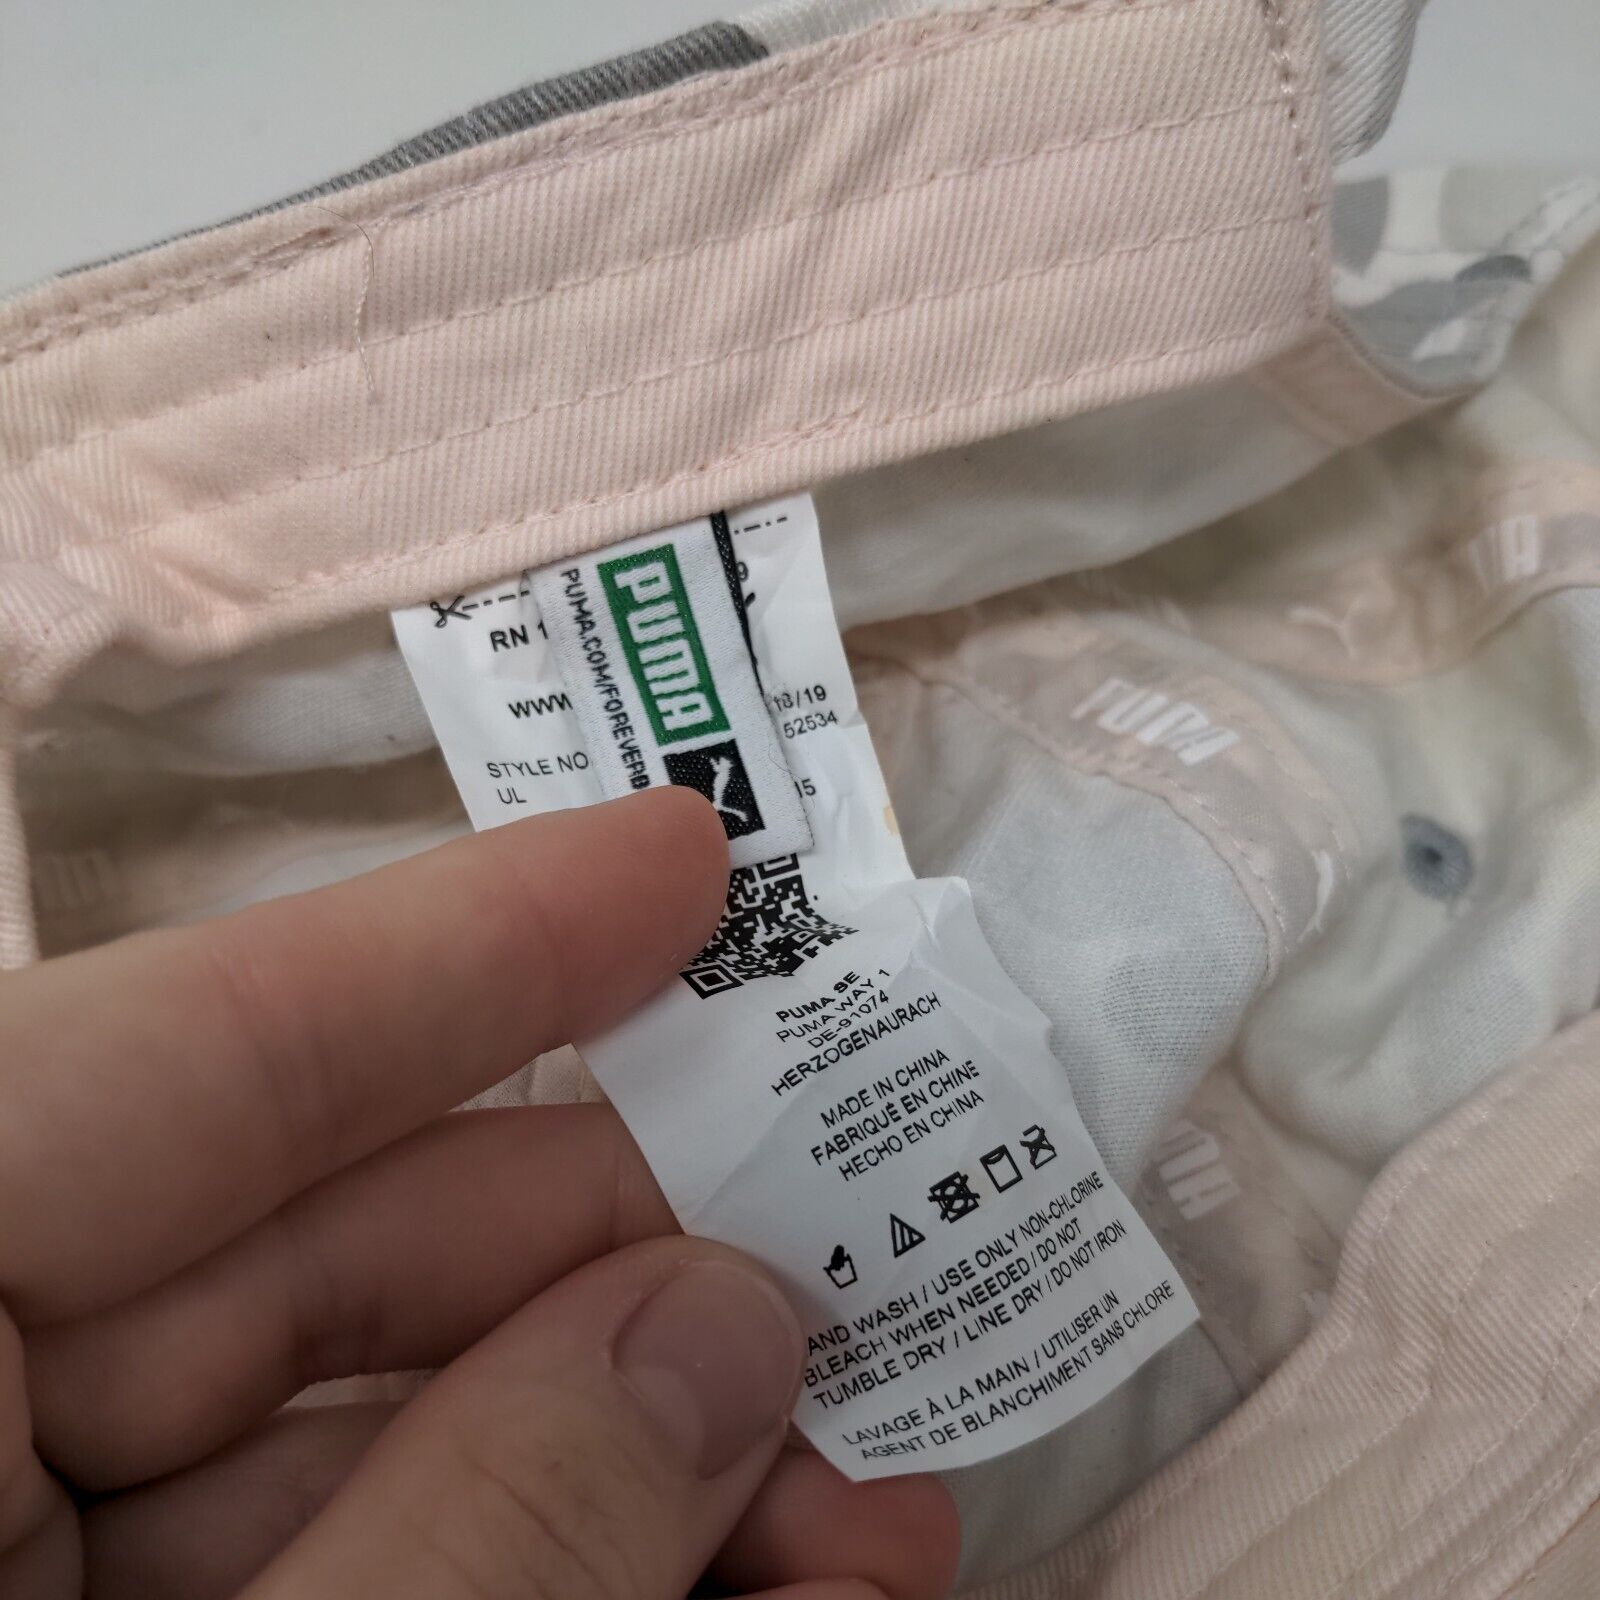 PUMA
PUMA.COM/FOREVERB
RN 1
WWW
18/19
52534
STYLE NO
UL
15
PUMA SE
PUMA WAY 1
DE-91074
HERZOGENAURACH
MADE IN CHINA
FABRIQUÉ EN CHINE
HECHO EN CHINA
AND WASH / USE ONLY NON-CHLORINE
BLEACH WHEN NEEDED / DO NOT
TUMBLE DRY / LINE DRY / DO NOT IRON
LAVAGE À LA MAIN / UTILISER UN
AGENT DE BLANCHIMENT SANS CHLORE
PUMA